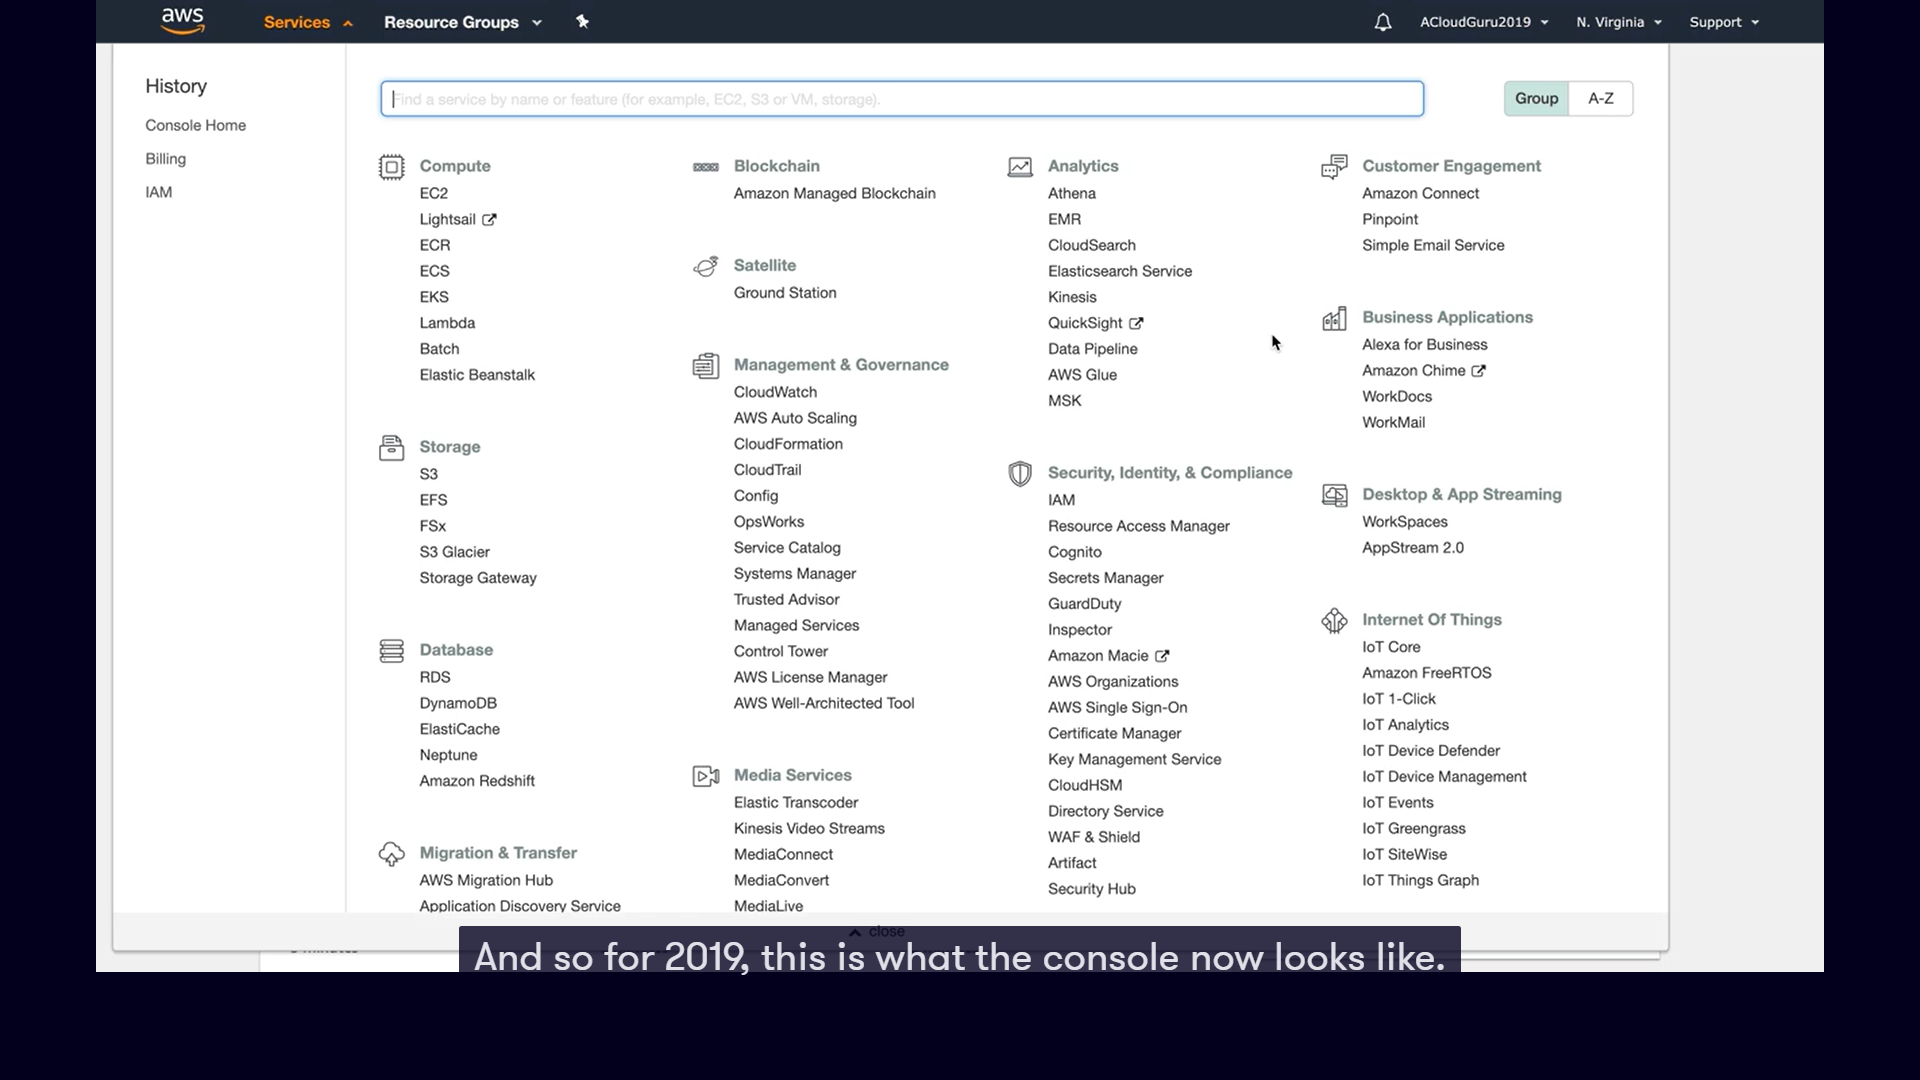 aws
Services
Resource Groups
ACloudGuru2019
N. Virginia
Support
History
Console Home
Billing
IAM
Find a service by name or feature (for example, EC2, S3 or VM, storage).
Group
A-Z
Compute
EC2
Lightsail
ECR
ECS
EKS
Lambda
Batch
Elastic Beanstalk
Storage
S3
EFS
FSx
S3 Glacier
Storage Gateway
Database
RDS
DynamoDB
ElastiCache
Neptune
Amazon Redshift
Migration & Transfer
AWS Migration Hub
Application Discovery Service
Blockchain
Amazon Managed Blockchain
Satellite
Ground Station
Management & Governance
CloudWatch
AWS Auto Scaling
CloudFormation
CloudTrail
Config
OpsWorks
Service Catalog
Systems Manager
Trusted Advisor
Managed Services
Control Tower
AWS License Manager
AWS Well-Architected Tool
Media Services
Elastic Transcoder
Kinesis Video Streams
MediaConnect
MediaConvert
MediaLive
Analytics
Athena
EMR
CloudSearch
Elasticsearch Service
Kinesis
QuickSight
Data Pipeline
AWS Glue
MSK
Security, Identity, & Compliance
IAM
Resource Access Manager
Cognito
Secrets Manager
GuardDuty
Inspector
Amazon Macie
AWS Organizations
AWS Single Sign-On
Certificate Manager
Key Management Service
CloudHSM
Directory Service
WAF & Shield
Artifact
Security Hub
Customer Engagement
Amazon Connect
Pinpoint
Simple Email Service
Business Applications
Alexa for Business
Amazon Chime
WorkDocs
WorkMail
Desktop & App Streaming
WorkSpaces
AppStream 2.0
Internet Of Things
IoT Core
Amazon FreeRTOS
IoT 1-Click
IoT Analytics
IoT Device Defender
IoT Device Management
IoT Events
IoT Greengrass
IoT SiteWise
IoT Things Graph
close
And so for 2019, this is what the console now looks like.